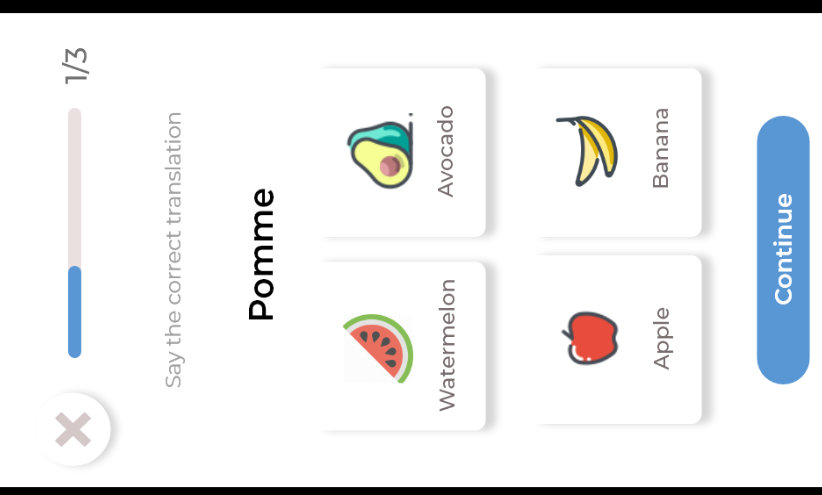 1/3
Say the correct translation
Pomme
Watermelon
Avocado
Apple
Banana
Continue